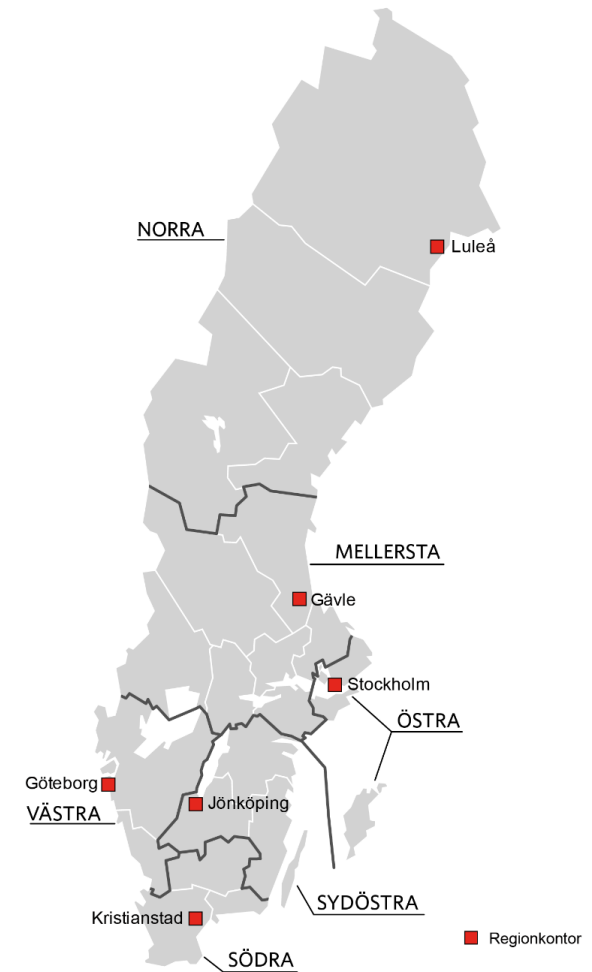 NORRA
Luleå
MELLERSTA
Gävle
Stockholm
ÖSTRA
Göteborg
VÄSTRA
Jönköping
SYDÖSTRA
Kristianstad
SÖDRA
Regionkontor